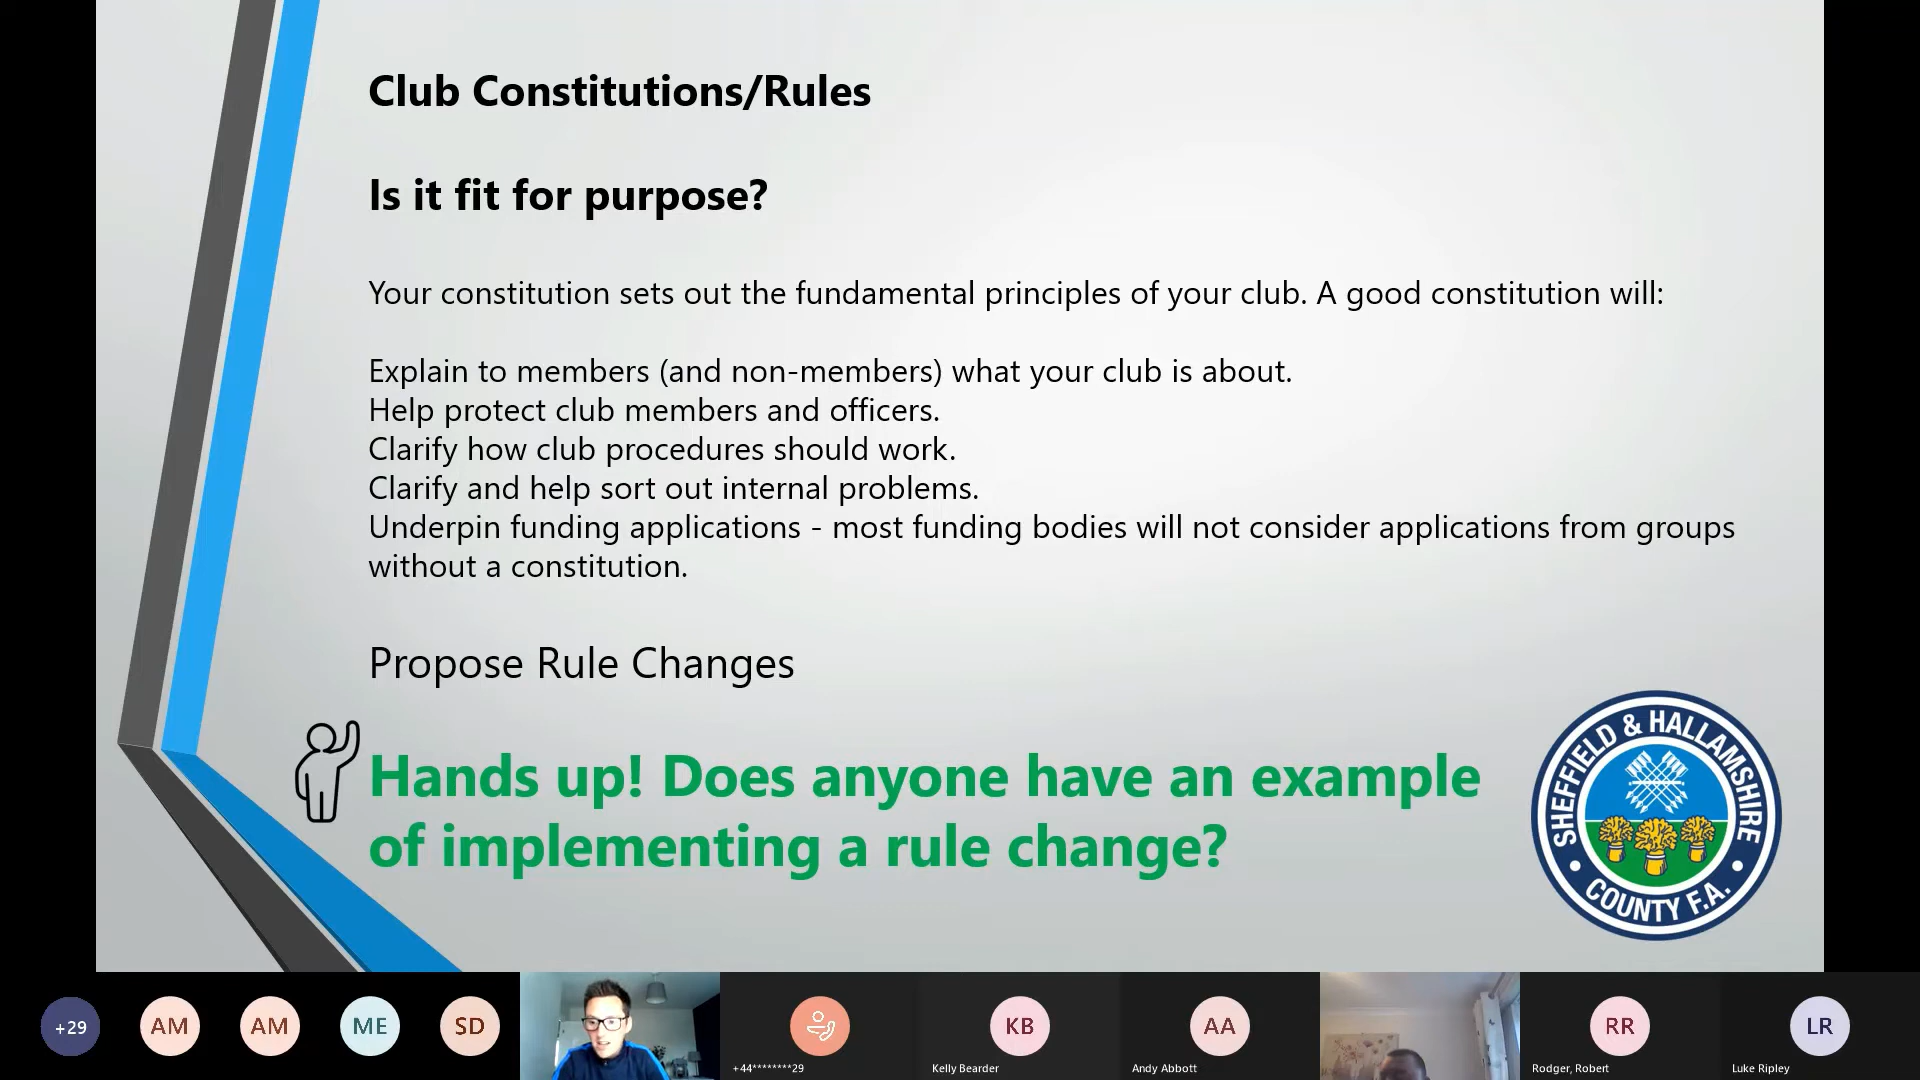 Club Constitutions/Rules
Is it fit for purpose?
Your constitution sets out the fundamental principles of your club. A good constitution will:
Explain to members (and non-members) what your club is about.
Help protect club members and officers.
Clarify how club procedures should work.
Clarify and help sort out internal problems.
Underpin funding applications - most funding bodies will not consider applications from groups
without a constitution.
Propose Rule Changes
Hands up! Does anyone have an example
of implementing a rule change?
SHEFFIELD & HALLAMSHIRE
• COUNTY F.A. •
+29
AM
AM
ME
SD
KB
AA
RR
LR
+44********29
Kelly Bearder
Andy Abbott
Rodger, Robert
Luke Ripley